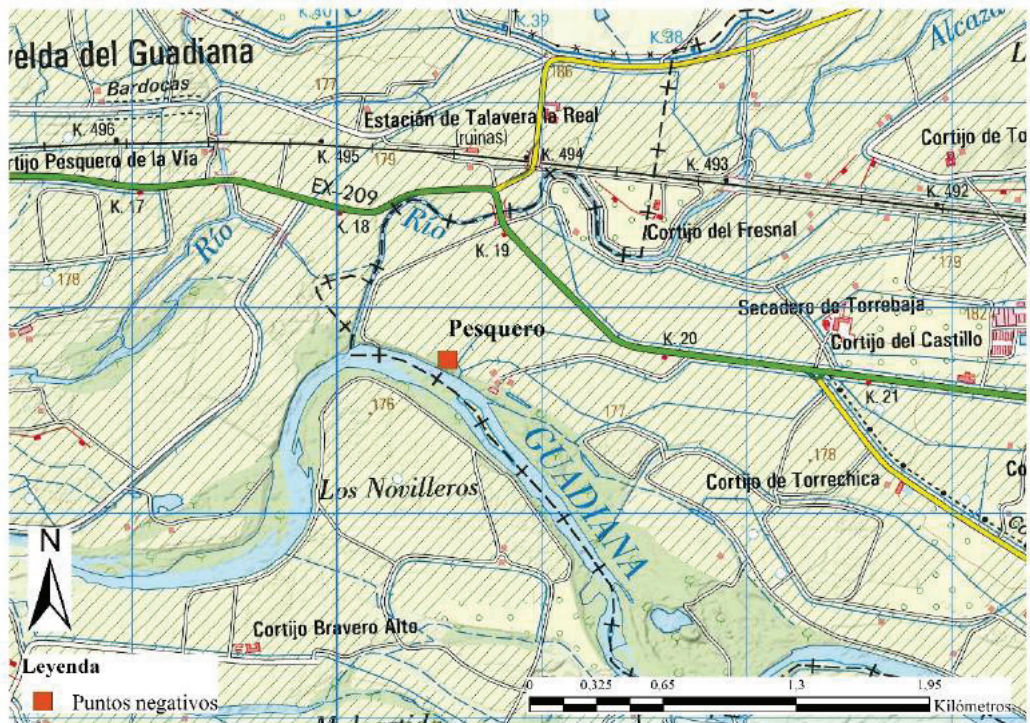 K.40
K.39
K.38
Alcaza
velda del Guadiana
L
Bardocas
177
186
Estación de Talavera la Real
(ruinas)
K. 496
K. 495
179
K. 494
K. 493
Cortijo de To
K. 492
rtijo Pesquero de la Vía
EX-209
K. 17
K. 18
Río
Río
K. 19
Cortijo del Fresnal
178
179
Secadero de Torrebaja
182
Pesquero
Cortijo del Castillo
K. 20
K. 21
176
177
GUADIANA
178
Los Novilleros
Cortijo de Torrechica
Co
N
Cortijo Bravero Alto
Leyenda
Puntos negativos
0 0,325 0,65 1,3 1,95
Kilómetros